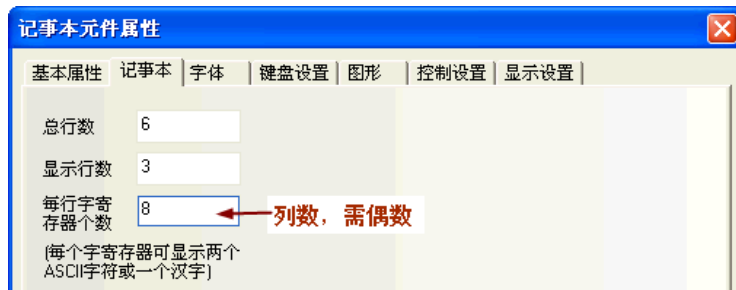 记事本元件属性
基本属性 记事本 字体 键盘设置 图形 控制设置 显示设置
总行数 6
显示行数 3
每行字寄存器个数 8
列数，需偶数
(每个字寄存器可显示两个
ASCII字符或一个汉字)